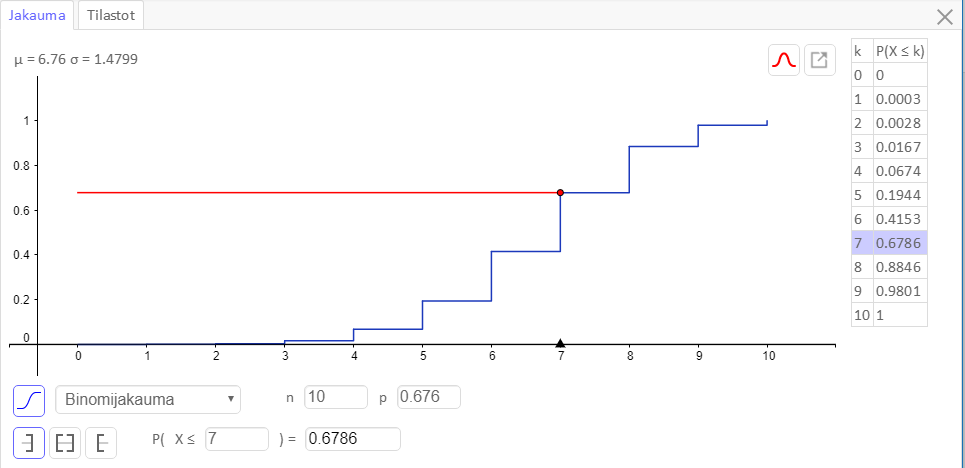 Jakauma Tilastot
μ = 6.76 σ = 1.4799
k P(X ≤ k)
0 0
1 0.0003
2 0.0028
3 0.0167
4 0.0674
5 0.1944
6 0.4153
7 0.6786
8 0.8846
9 0.9801
10 1
1
0.8
0.6
0.4
0.2
0
0 1 2 3 4 5 6 7 8 9 10
Binomijakauma n 10 p 0.676
P( X ≤ 7 ) = 0.6786